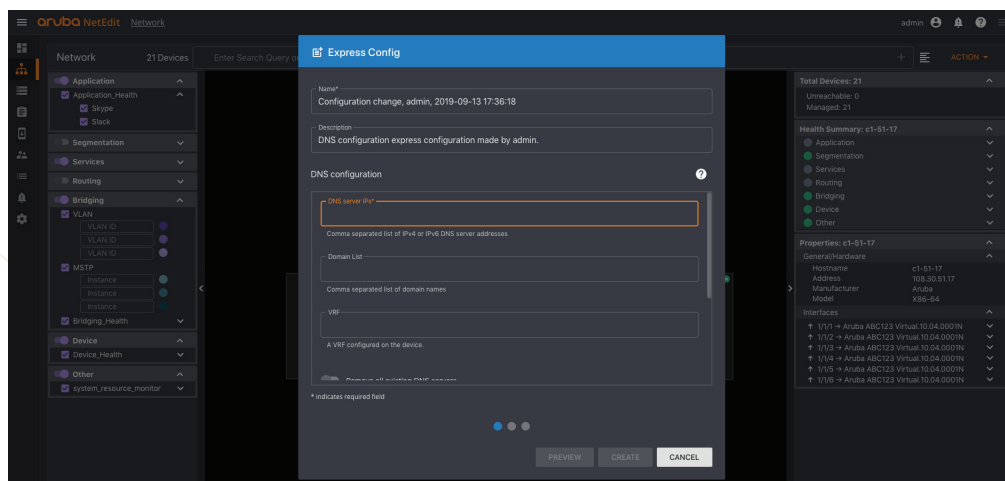 aruba NetEdit Network
admin
Network 21 Devices
Enter Search Query o
ACTION
Application
Application_Health
Skype
Slack
Segmentation
Services
Routing
Bridging
VLAN
VLAN ID
VLAN ID
VLAN ID
MSTP
Instance
Instance
Instance
Bridging_Health
Device
Device_Health
Other
system_resource_monitor
Express Config
Name*
Configuration change, admin, 2019-09-13 17:36:18
Description
DNS configuration express configuration made by admin.
DNS configuration
?
DNS server IPs*
Comma separated list of IPv4 or IPv6 DNS server addresses
Domain List
Comma separated list of domain names
VRF
A VRF configured on the device.
Remove all existing DNS servers
* indicates required field
PREVIEW CREATE CANCEL
Total Devices: 21
Unreachable: 0
Managed: 21
Health Summary: c1-51-17
Application
Segmentation
Services
Routing
Bridging
Device
Other
Properties: c1-51-17
General/Hardware
Hostname c1-51-17
Address 108.30.51.17
Manufacturer Aruba
Model X86-64
Interfaces
↑ 1/1/1 → Aruba ABC123 Virtual.10.04.0001N
↑ 1/1/2 → Aruba ABC123 Virtual.10.04.0001N
↑ 1/1/3 → Aruba ABC123 Virtual.10.04.0001N
↑ 1/1/4 → Aruba ABC123 Virtual.10.04.0001N
↑ 1/1/5 → Aruba ABC123 Virtual.10.04.0001N
↑ 1/1/6 → Aruba ABC123 Virtual.10.04.0001N